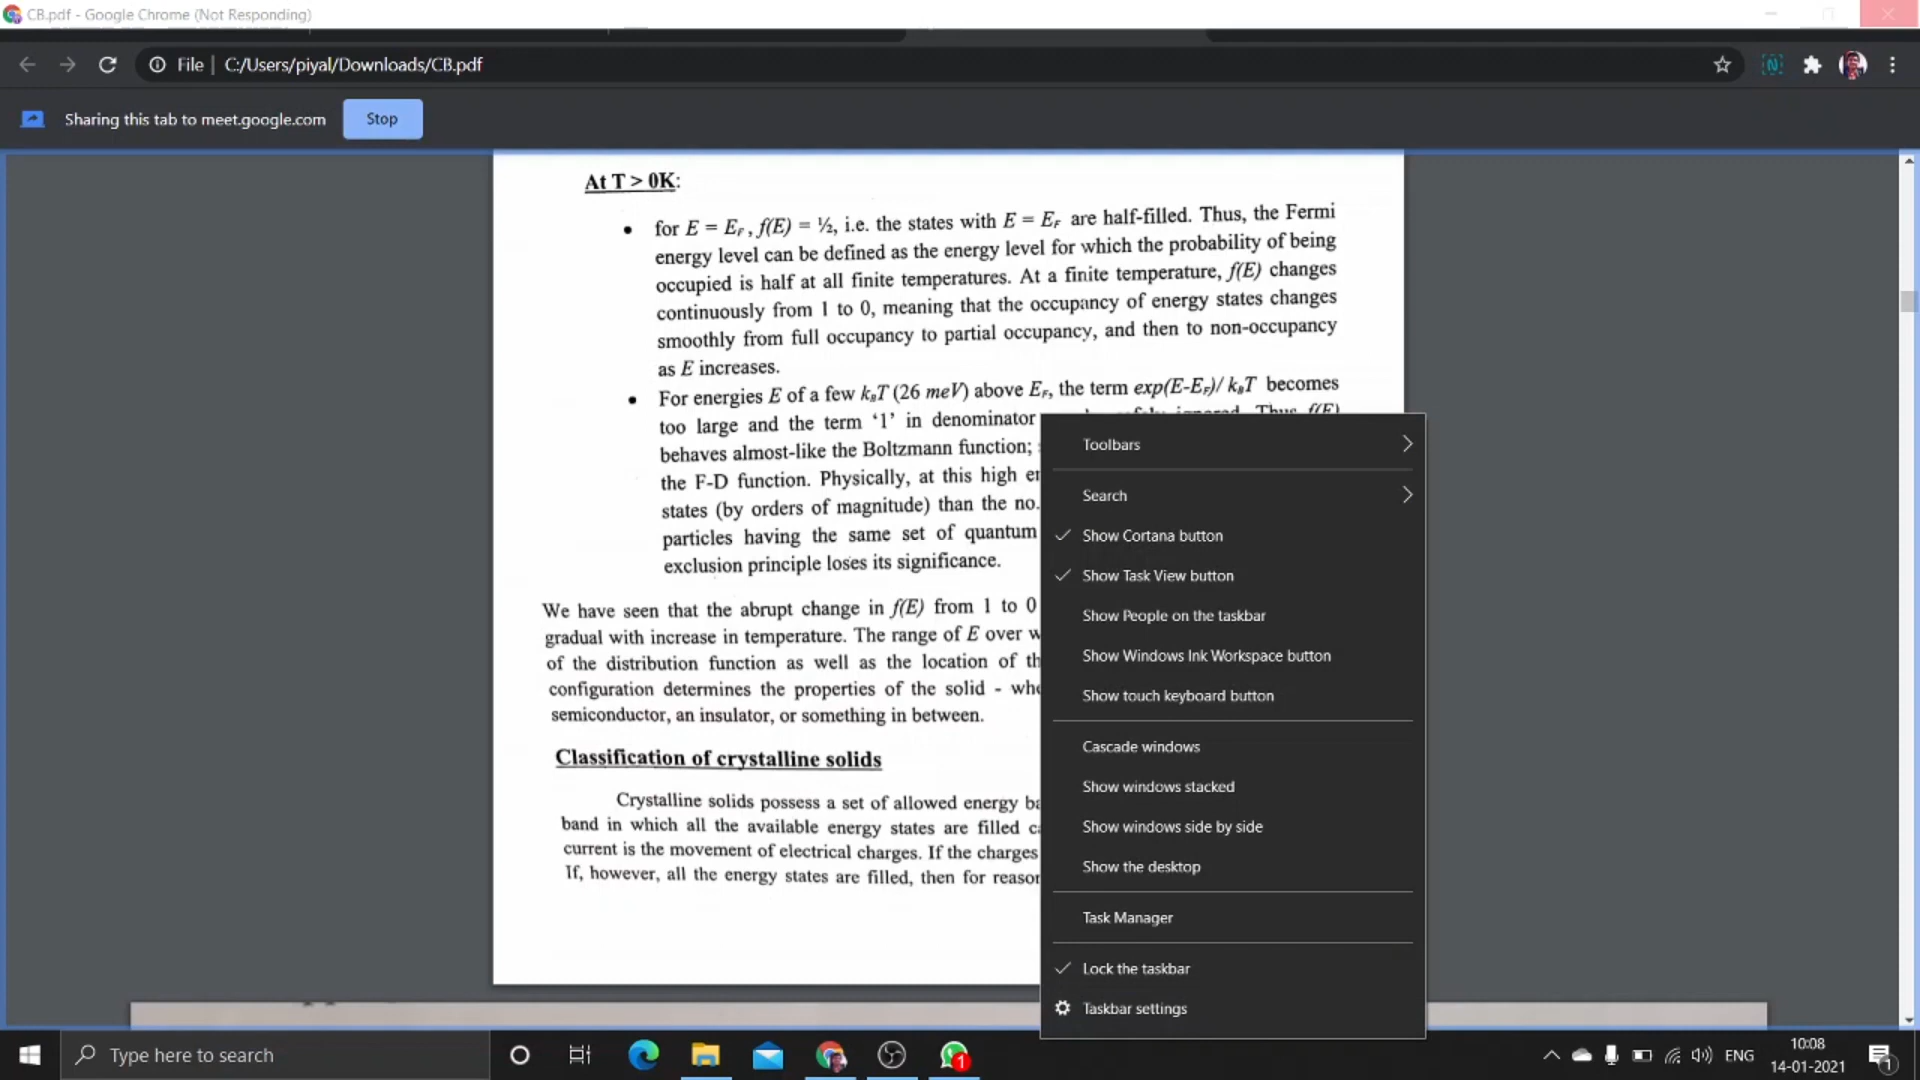 CB.pdf - Google Chrome (Not Responding)
File | C:/Users/piyal/Downloads/CB.pdf
Sharing this tab to meet.google.com
Stop
At T > 0K:
• for E = EF, f(E) = ½, i.e. the states with E = EF are half-filled. Thus, the Fermi
energy level can be defined as the energy level for which the probability of being
occupied is half at all finite temperatures. At a finite temperature, f(E) changes
continuously from 1 to 0, meaning that the occupancy of energy states changes
smoothly from full occupancy to partial occupancy, and then to non-occupancy
as E increases.
• For energies E of a few kBT (26 meV) above EF, the term exp(E-EF)/ kBT becomes
too large and the term '1' in denominator
behaves almost-like the Boltzmann function;
the F-D function. Physically, at this high
states (by orders of magnitude) than the no.
particles having the same set of quantum
exclusion principle loses its significance.
We have seen that the abrupt change in f(E) from 1 to 0
gradual with increase in temperature. The range of E over
of the distribution function as well as the location of
configuration determines the properties of the solid -
semiconductor, an insulator, or something in between.
Classification of crystalline solids
Crystalline solids possess a set of allowed energy
band in which all the available energy states are filled
current is the movement of electrical charges. If the charges
If, however, all the energy states are filled, then for
Toolbars
Search
Show Cortana button
Show Task View button
Show People on the taskbar
Show Windows Ink Workspace button
Show touch keyboard button
Cascade windows
Show windows stacked
Show windows side by side
Show the desktop
Task Manager
Lock the taskbar
Taskbar settings
Type here to search
1
ENG
10:08
14-01-2021
1